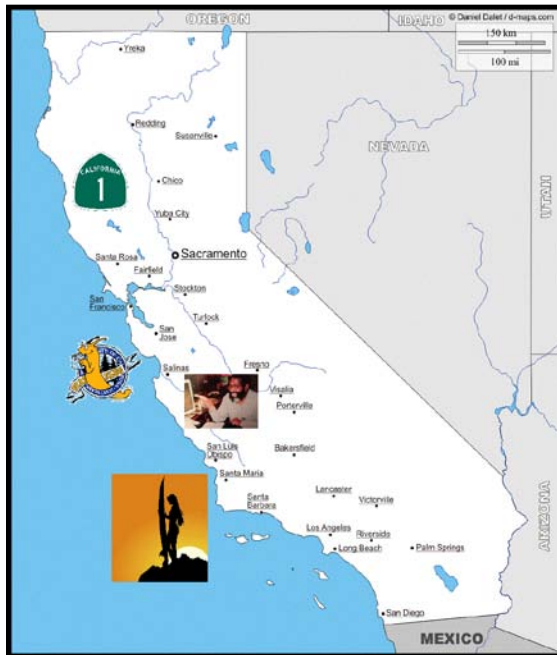 OREGON
IDAHO
© Daniel Dalet / d-maps.com
150 km
100 mi
Yreka
Redding
Susonville
NEVADA
UTAH
CALIFORNIA
1
Chico
Yuba City
Sacramento
Santa Rosa
Fairfield
Stockton
San
Francisco
Turlock
San
Jose
Salinas
Fresno
Visalia
Porterville
San Luis
Obispo
Bakersfield
Santa Maria
Lancaster
Santa
Barbara
Victorville
ARIZONA
Los Angeles
Riverside
Long Beach
Palm Springs
San Diego
MEXICO